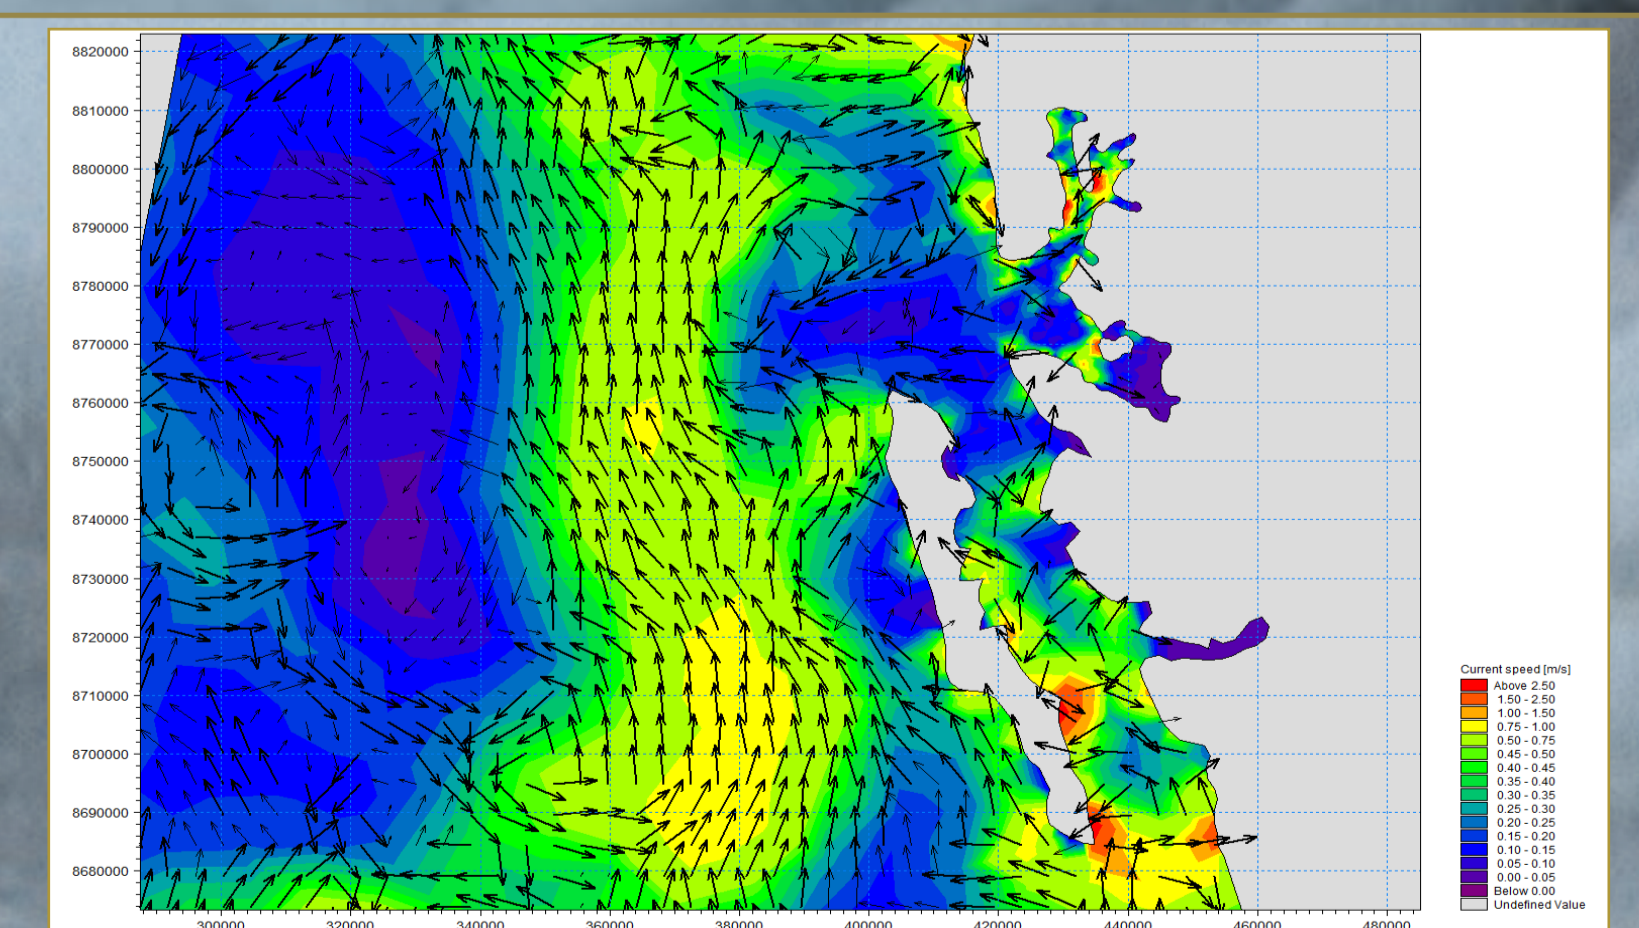 8820000
8810000
8800000
8790000
8780000
8770000
8760000
8750000
8740000
8730000
8720000
8710000
8700000
8690000
8680000
300000 320000 340000 360000 380000 400000 420000 440000 460000 480000
Current speed [m/s]
Above 2.50
1.50 - 2.50
1.00 - 1.50
0.75 - 1.00
0.50 - 0.75
0.45 - 0.50
0.40 - 0.45
0.35 - 0.40
0.30 - 0.35
0.25 - 0.30
0.20 - 0.25
0.15 - 0.20
0.10 - 0.15
0.05 - 0.10
0.00 - 0.05
Below 0.00
Undefined Value